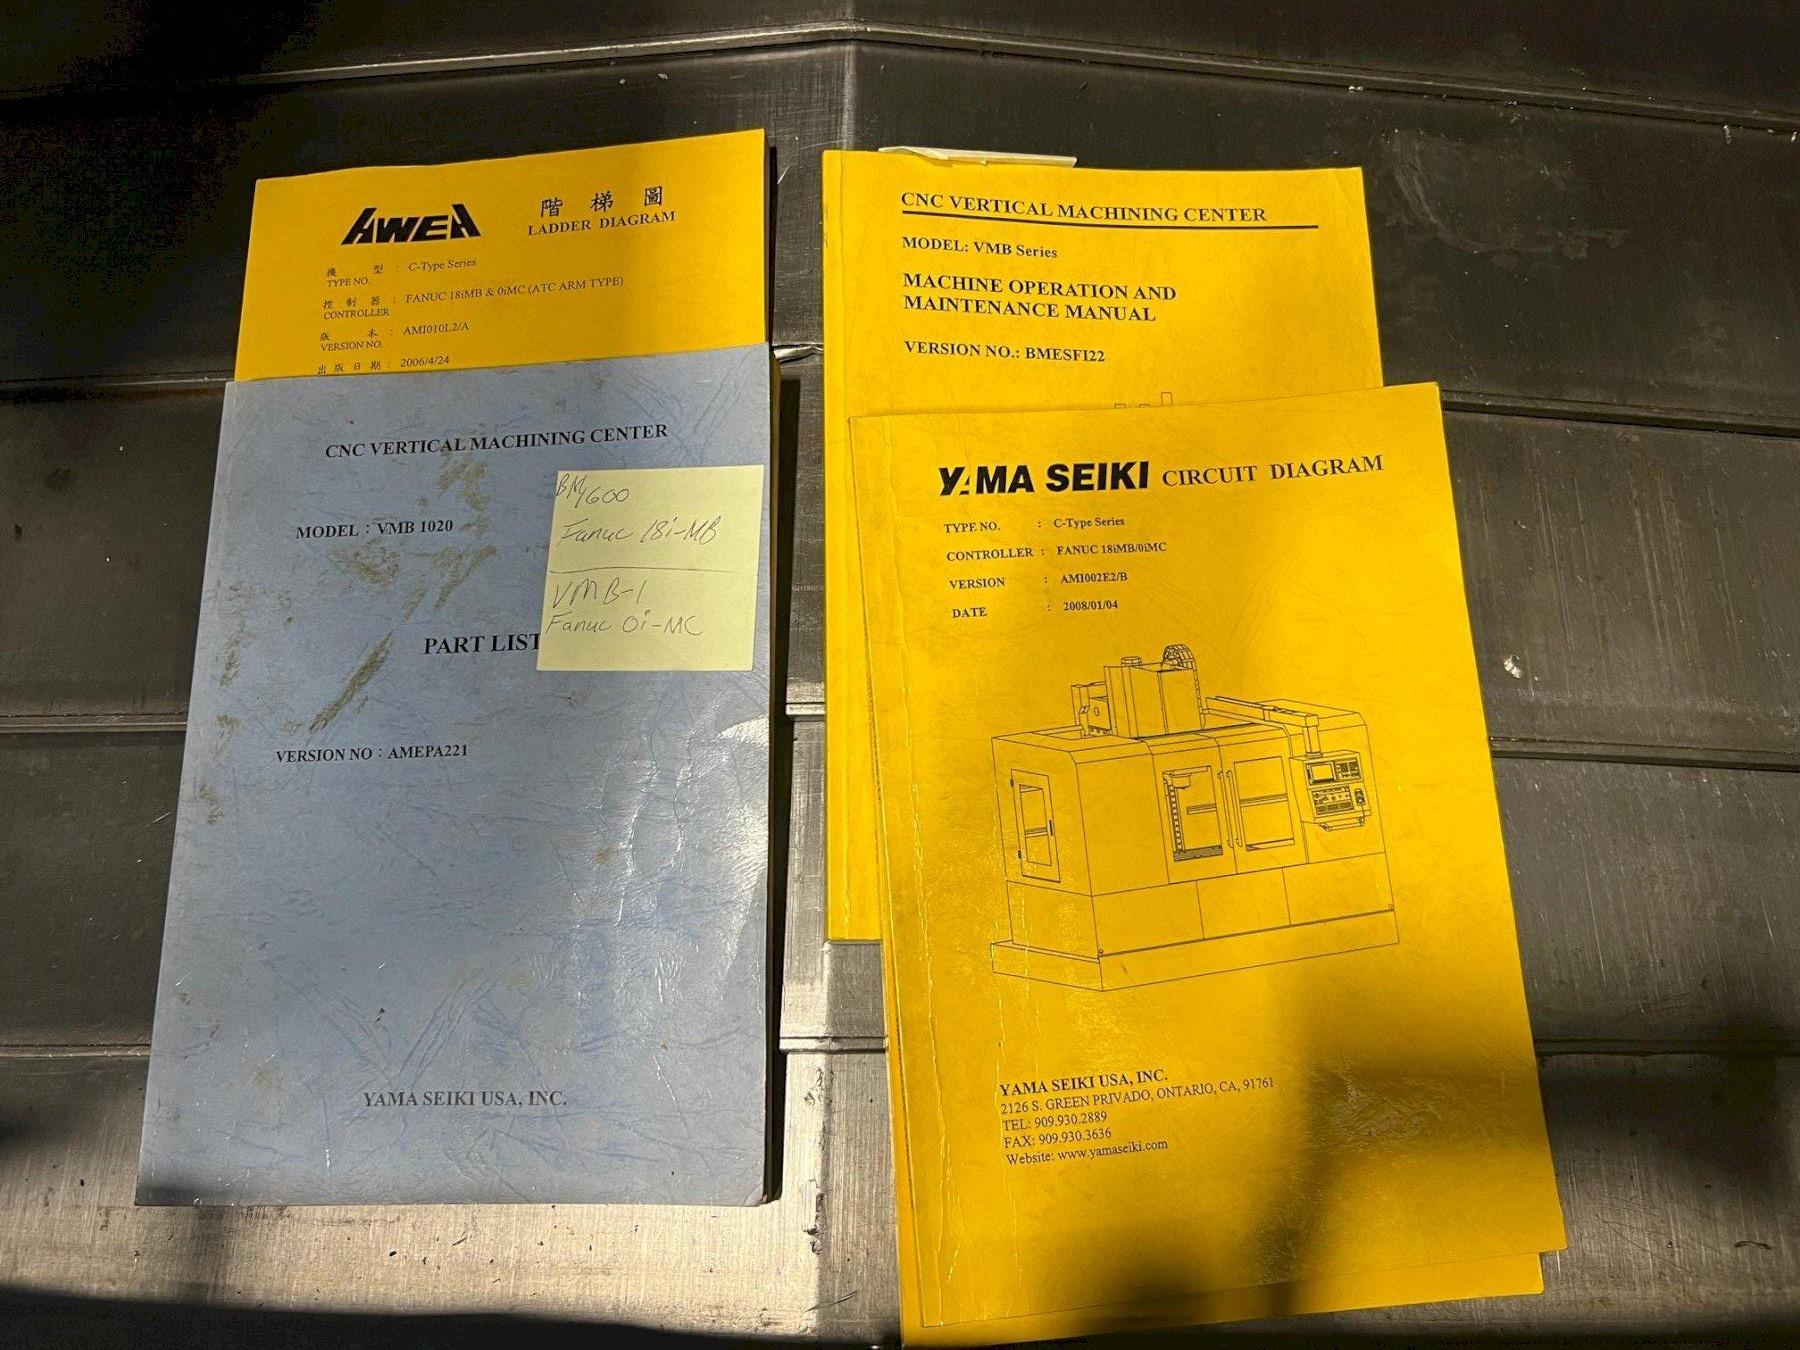 AWEA 階梯圖
LADDER DIAGRAM
機型 : C-Type Series
TYPE NO.
控制器 : FANUC 18iMB & 0iMC (ATC ARM TYPE)
CONTROLLER
版本 : AMI010L2/A
VERSION NO.
出版日期 : 2006/4/24
CNC VERTICAL MACHINING CENTER
MODEL : VMB 1020
PART LIST
VERSION NO : AMEPA221
YAMA SEIKI USA, INC.
BM1600
Fanuc 18i-MB
VMB-1
Fanuc 0i-MC
CNC VERTICAL MACHINING CENTER
MODEL: VMB Series
MACHINE OPERATION AND
MAINTENANCE MANUAL
VERSION NO.: BMESFI22
YAMA SEIKI CIRCUIT DIAGRAM
TYPE NO. : C-Type Series
CONTROLLER : FANUC 18iMB/0iMC
VERSION : AMI002E2/B
DATE : 2008/01/04
YAMA SEIKI USA, INC.
2126 S. GREEN PRIVADO, ONTARIO, CA, 91761
TEL: 909.930.2889
FAX: 909.930.3636
Website: www.yamaseiki.com